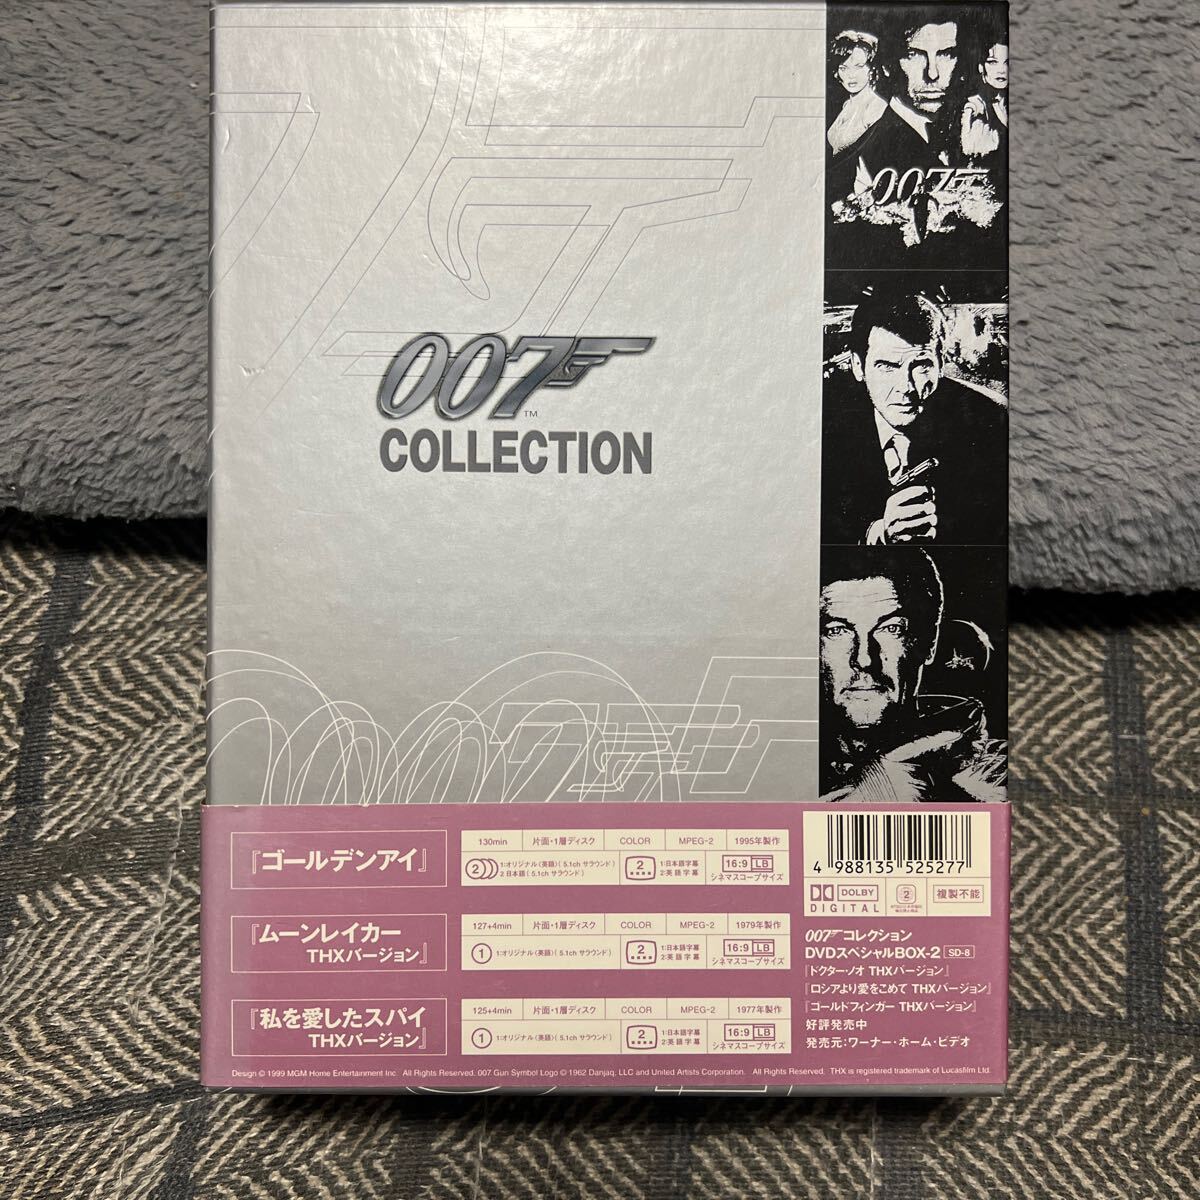 007
007
TM
COLLECTION
『ゴールデンアイ』
130min 片面・1層ディスク COLOR MPEG-2 1995年製作
2 1:オリジナル(英語)(5.1ch サラウンド)
2:日本語(5.1ch サラウンド)
2 1:日本語字幕
2:英語字幕
16:9 LB
シネマスコープサイズ
『ムーンレイカー
THXバージョン』
127+4min 片面・1層ディスク COLOR MPEG-2 1979年製作
1 1:オリジナル(英語)(5.1ch サラウンド)
2 1:日本語字幕
2:英語字幕
16:9 LB
シネマスコープサイズ
『私を愛したスパイ
THXバージョン』
125+4min 片面・1層ディスク COLOR MPEG-2 1977年製作
1 1:オリジナル(英語)(5.1ch サラウンド)
2 1:日本語字幕
2:英語字幕
16:9 LB
シネマスコープサイズ
4 988135 525277
DOLBY
DIGITAL
2
複製不能
007コレクション
DVDスペシャルBOX-2 SD-8
『ドクター・ノオ THXバージョン』
『ロシアより愛をこめて THXバージョン』
『ゴールドフィンガー THXバージョン』
好評発売中
発売元:ワーナー・ホーム・ビデオ
Design © 1999 MGM Home Entertainment Inc. All Rights Reserved. 007 Gun Symbol Logo © 1962 Danjaq, LLC and United Artists Corporation. All Rights Reserved. THX is registered trademark of Lucasfilm Ltd.